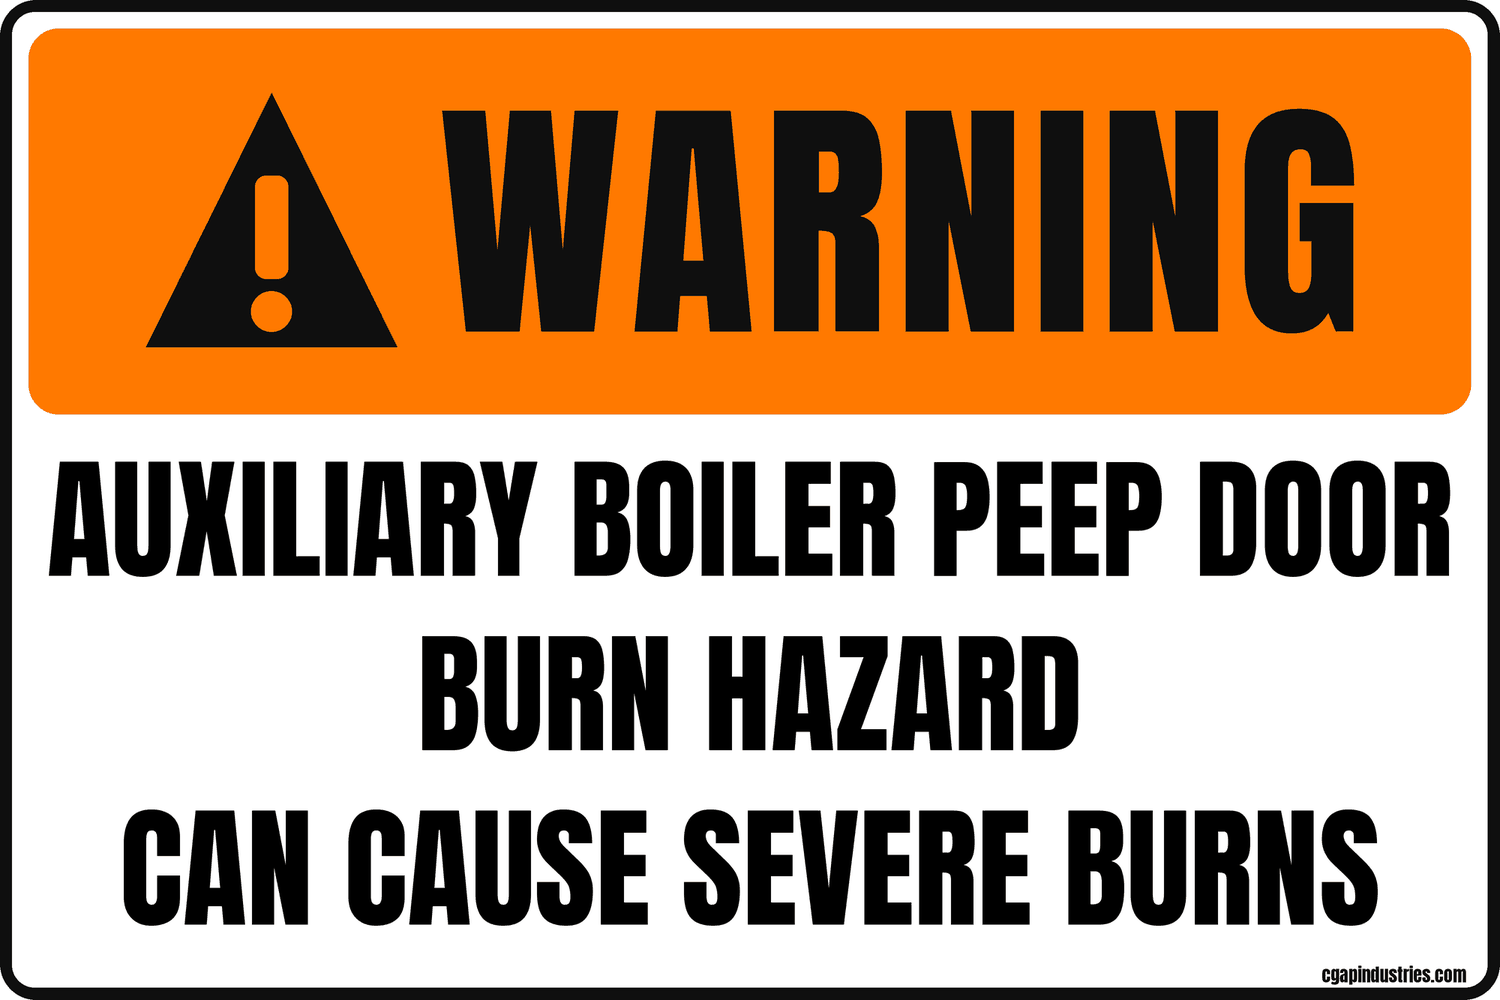 WARNING
AUXILIARY BOILER PEEP DOOR
BURN HAZARD
CAN CAUSE SEVERE BURNS
cgapindustries.com